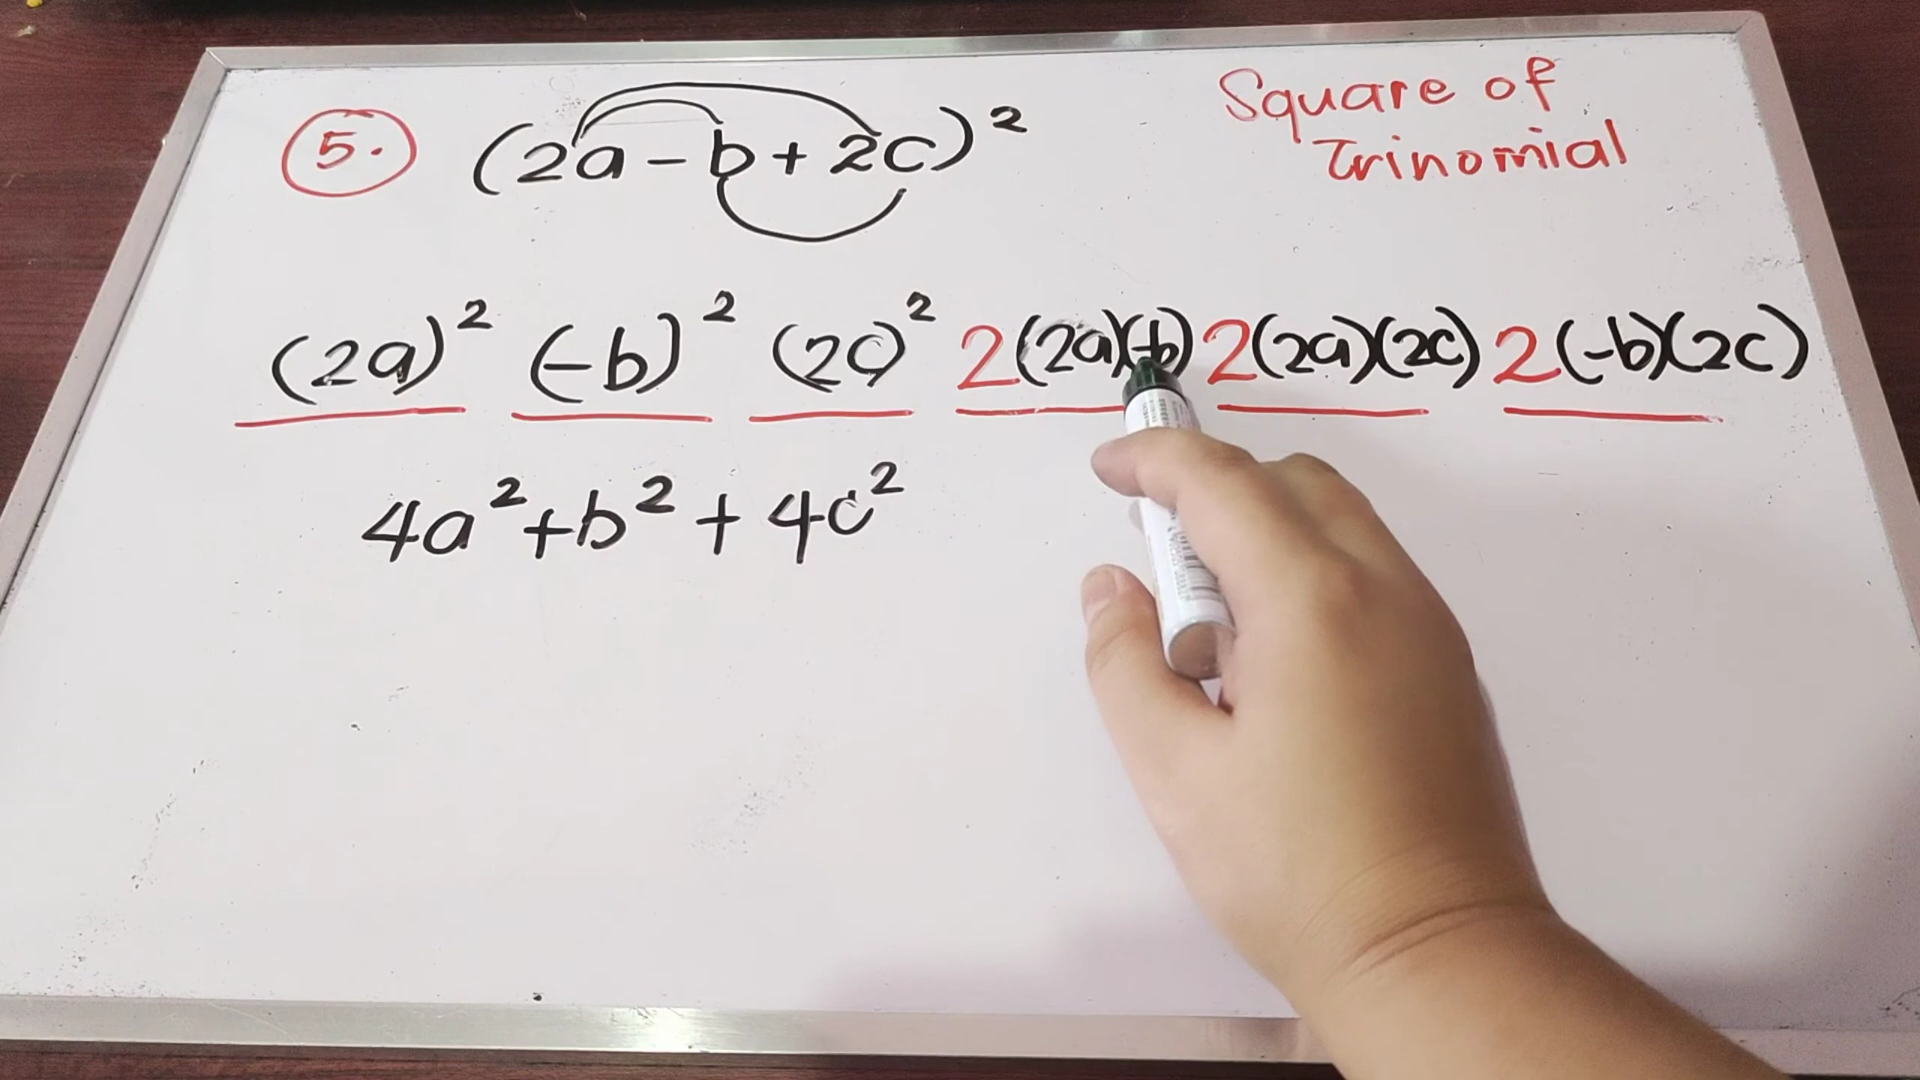 5. (2a - b + 2c)²
Square of
Trinomial
(2a)² (-b)² (2c)² 2(2a)(-b) 2(2a)(2c) 2(-b)(2c)
4a² + b² + 4c²